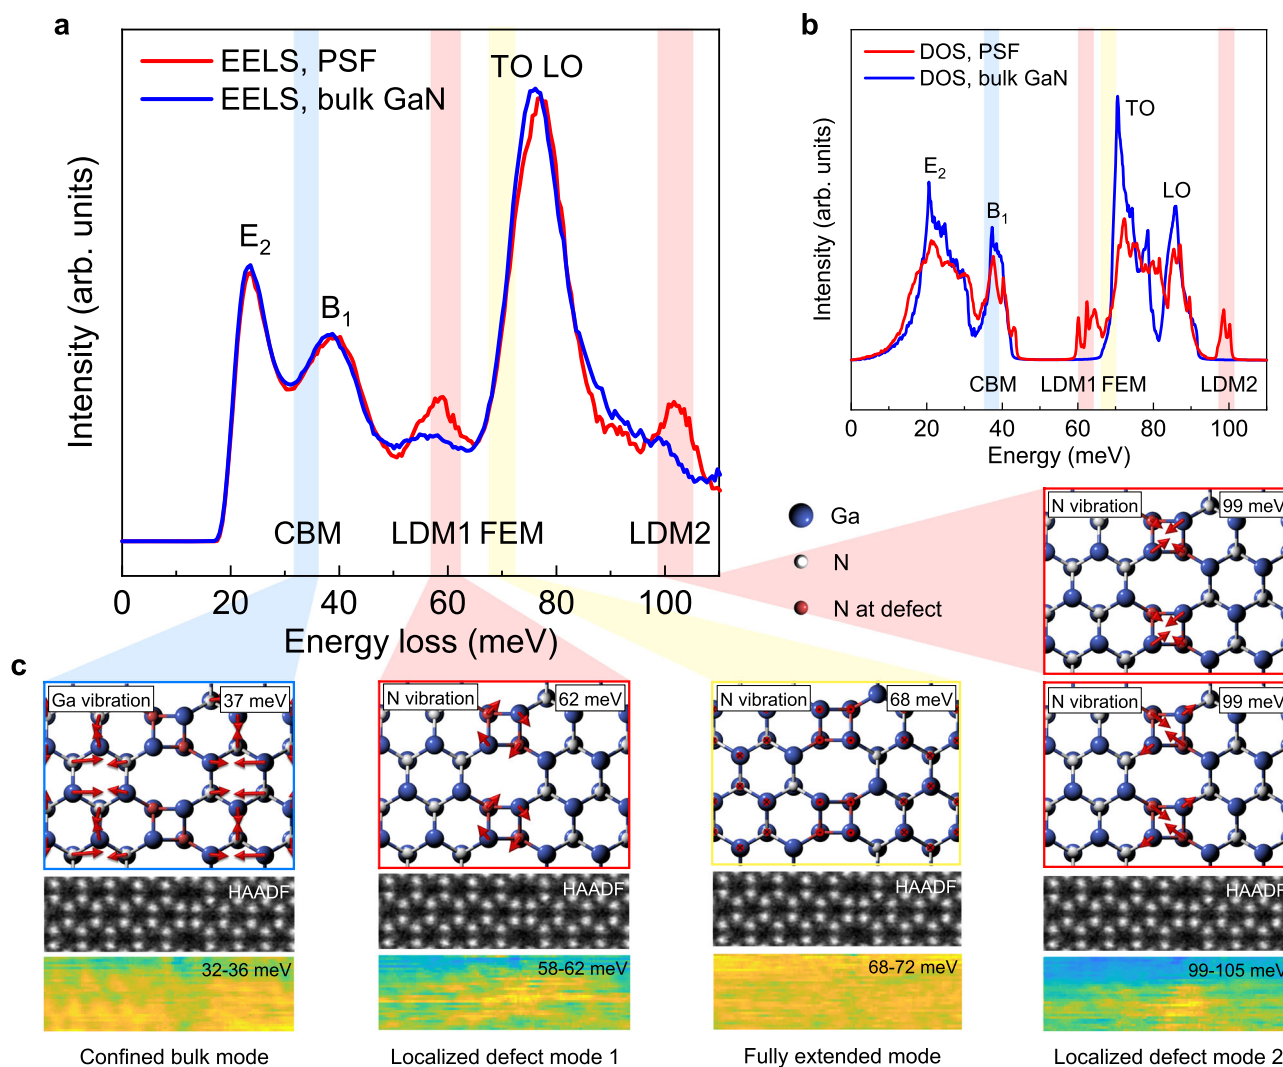 a
EELS, PSF
EELS, bulk GaN
TO LO
E2
B1
Intensity (arb. units)
CBM
LDM1
FEM
LDM2
0 20 40 60 80 100
Energy loss (meV)
b
DOS, PSF
DOS, bulk GaN
TO
E2
B1
LO
Intensity (arb. units)
CBM
LDM1
FEM
LDM2
0 20 40 60 80 100
Energy (meV)
Ga
N
N at defect
N vibration
99 meV
c
Ga vibration
37 meV
N vibration
62 meV
N vibration
68 meV
N vibration
99 meV
HAADF
HAADF
HAADF
HAADF
32-36 meV
58-62 meV
68-72 meV
99-105 meV
Confined bulk mode
Localized defect mode 1
Fully extended mode
Localized defect mode 2